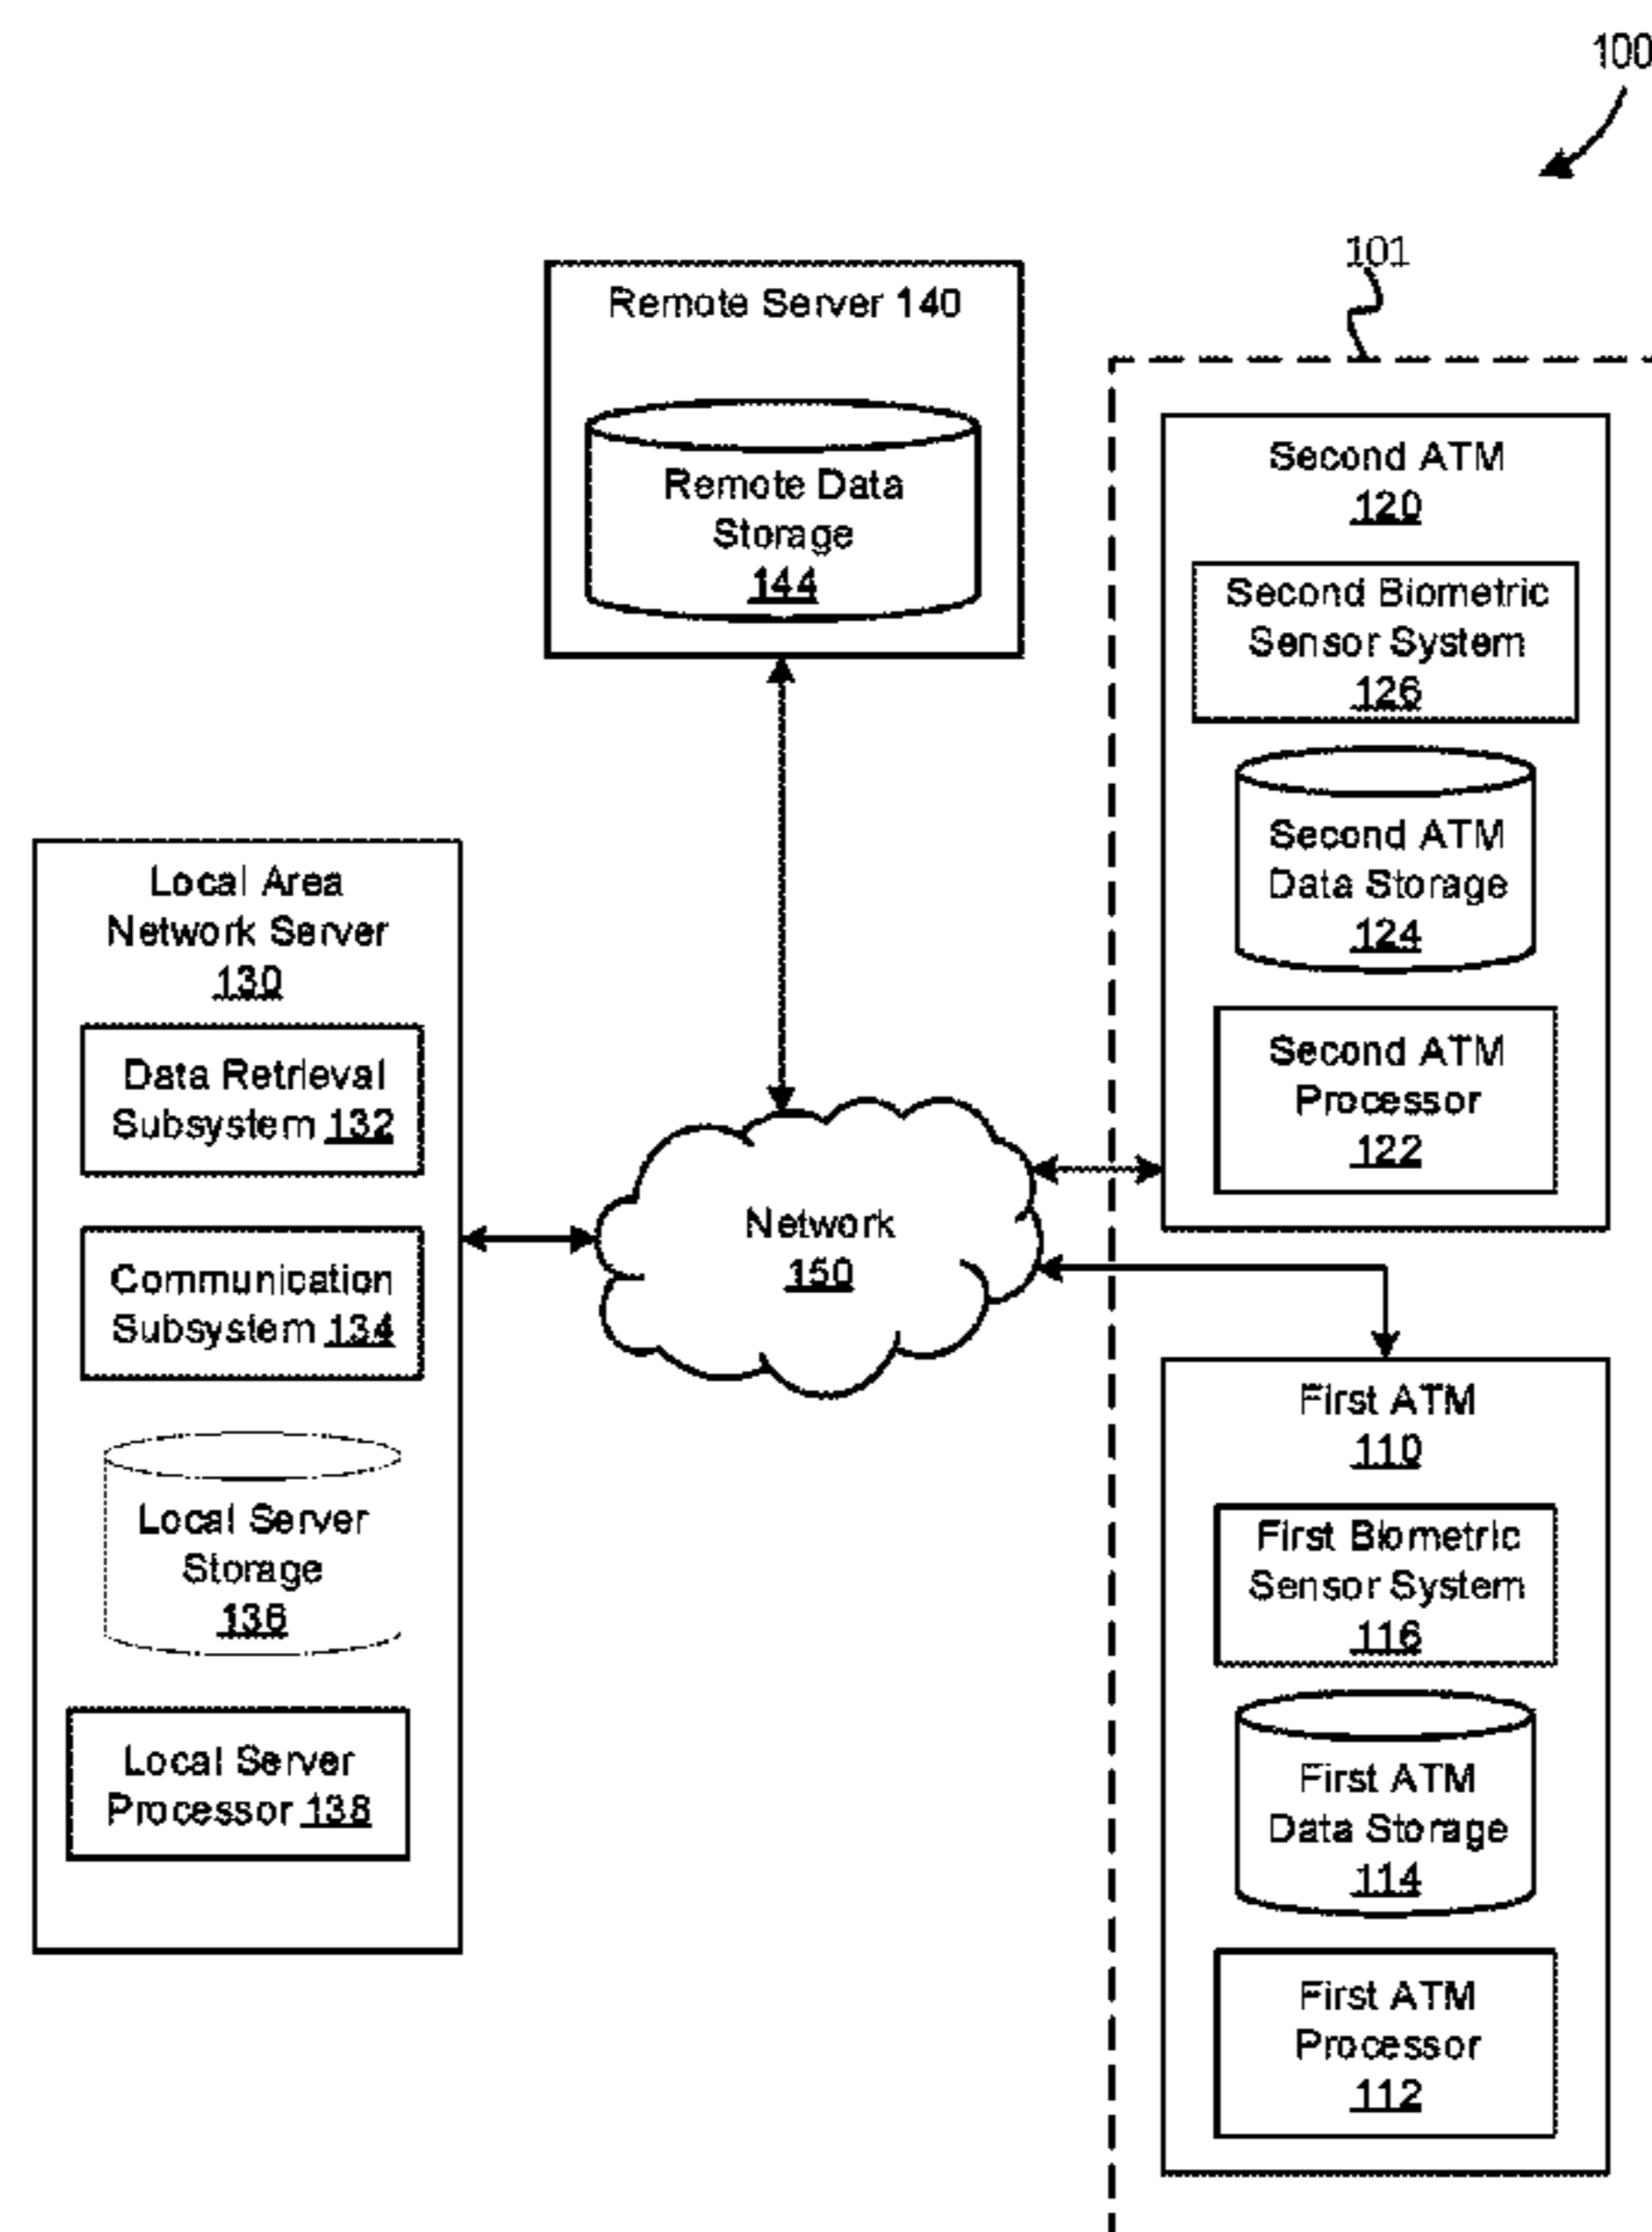 100
101
Remote Server 140
Remote Data
Storage
144
Second ATM
120
Second Biometric
Sensor System
126
Second ATM
Data Storage
124
Second ATM
Processor
122
Local Area
Network Server
130
Data Retrieval
Subsystem 132
Communication
Subsystem 134
Local Server
Storage
136
Local Server
Processor 138
Network
150
First ATM
110
First Biometric
Sensor System
116
First ATM
Data Storage
114
First ATM
Processor
112